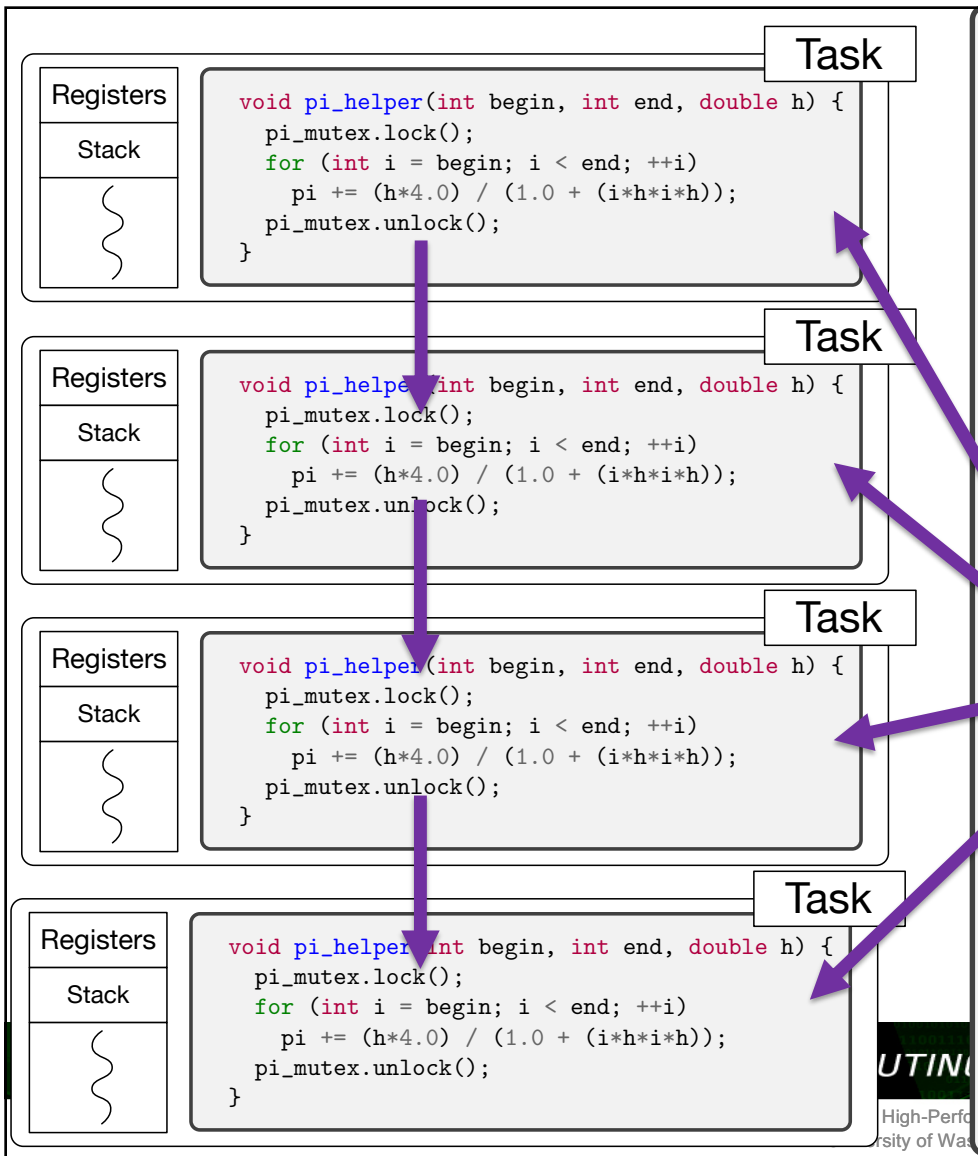 Task
Registers
Stack
void pi_helper(int begin, int end, double h) {
  pi_mutex.lock();
  for (int i = begin; i < end; ++i)
    pi += (h*4.0) / (1.0 + (i*h*i*h));
  pi_mutex.unlock();
}
Task
Registers
Stack
void pi_helper(int begin, int end, double h) {
  pi_mutex.lock();
  for (int i = begin; i < end; ++i)
    pi += (h*4.0) / (1.0 + (i*h*i*h));
  pi_mutex.unlock();
}
Task
Registers
Stack
void pi_helper(int begin, int end, double h) {
  pi_mutex.lock();
  for (int i = begin; i < end; ++i)
    pi += (h*4.0) / (1.0 + (i*h*i*h));
  pi_mutex.unlock();
}
Task
Registers
Stack
void pi_helper(int begin, int end, double h) {
  pi_mutex.lock();
  for (int i = begin; i < end; ++i)
    pi += (h*4.0) / (1.0 + (i*h*i*h));
  pi_mutex.unlock();
}
UTIN
High-Perfo
rsity of Was